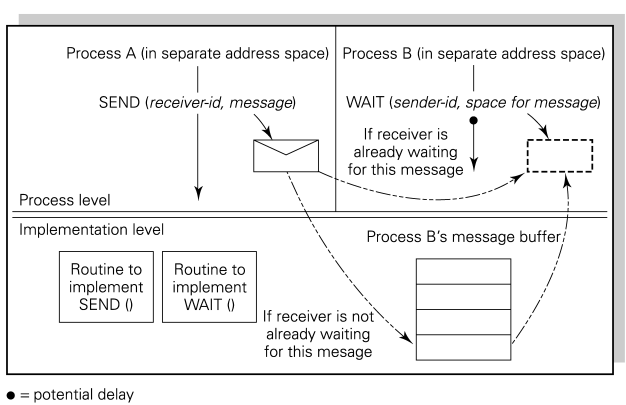 Process A (in separate address space)
Process B (in separate address space)
SEND (receiver-id, message)
WAIT (sender-id, space for message)
If receiver is
already waiting
for this message
Process level
Implementation level
Process B's message buffer
Routine to
implement
SEND ()
Routine to
implement
WAIT ()
If receiver is not
already waiting
for this mesage
● = potential delay